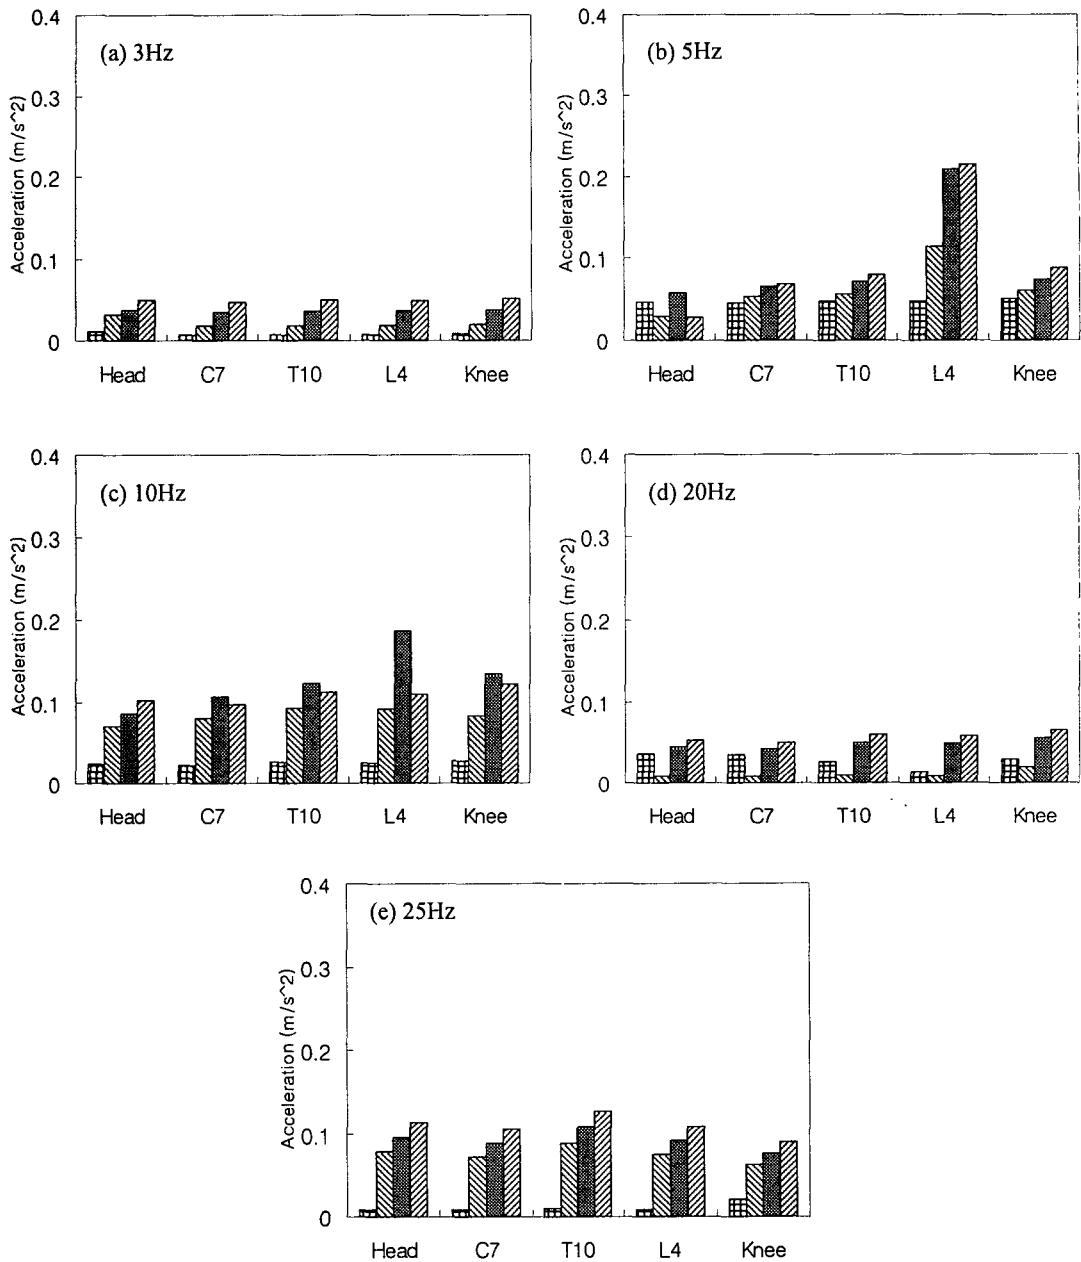 (a) 3Hz
Acceleration (m/s^2)
0.4
0.3
0.2
0.1
0
Head C7 T10 L4 Knee
(b) 5Hz
Acceleration (m/s^2)
0.4
0.3
0.2
0.1
0
Head C7 T10 L4 Knee
(c) 10Hz
Acceleration (m/s^2)
0.4
0.3
0.2
0.1
0
Head C7 T10 L4 Knee
(d) 20Hz
Acceleration (m/s^2)
0.4
0.3
0.2
0.1
0
Head C7 T10 L4 Knee
(e) 25Hz
Acceleration (m/s^2)
0.4
0.3
0.2
0.1
0
Head C7 T10 L4 Knee